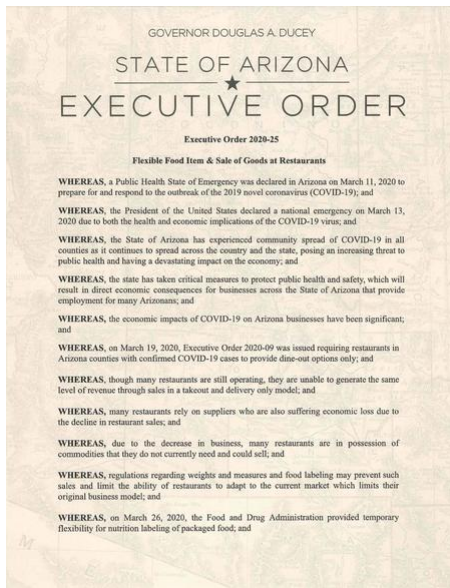 GOVERNOR DOUGLAS A. DUCEY
STATE OF ARIZONA
EXECUTIVE ORDER
Executive Order 2020-25
Flexible Food Item & Sale of Goods at Restaurants
WHEREAS, a Public Health State of Emergency was declared in Arizona on March 11, 2020 to
prepare for and respond to the outbreak of the 2019 novel coronavirus (COVID-19); and
WHEREAS, the President of the United States declared a national emergency on March 13,
2020 due to both the health and economic implications of the COVID-19 virus; and
WHEREAS, the State of Arizona has experienced community spread of COVID-19 in all
counties as it continues to spread across the country and the state, posing an increasing threat to
public health and having a devastating impact on the economy; and
WHEREAS, the state has taken critical measures to protect public health and safety, which will
result in direct economic consequences for businesses across the State of Arizona that provide
employment for many Arizonans; and
WHEREAS, the economic impacts of COVID-19 on Arizona businesses have been significant;
and
WHEREAS, on March 19, 2020, Executive Order 2020-09 was issued requiring restaurants in
Arizona counties with confirmed COVID-19 cases to provide dine-out options only; and
WHEREAS, though many restaurants are still operating, they are unable to generate the same
level of revenue through sales in a takeout and delivery only model; and
WHEREAS, many restaurants rely on suppliers who are also suffering economic loss due to
the decline in restaurant sales; and
WHEREAS, due to the decrease in business, many restaurants are in possession of
commodities that they do not currently need and could sell; and
WHEREAS, regulations regarding weights and measures and food labeling may prevent such
sales and limit the ability of restaurants to adapt to the current market which limits their
original business model; and
WHEREAS, on March 26, 2020, the Food and Drug Administration provided temporary
flexibility for nutrition labeling of packaged food; and